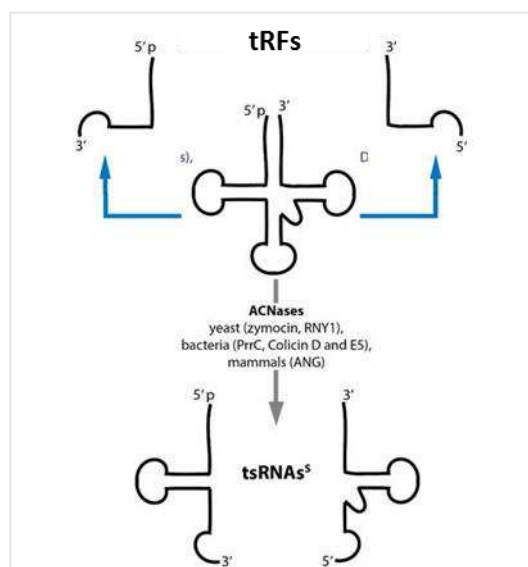 tRFs
5'p
3'
3'
5'
5'p 3'
s),
D
ACNases
yeast (zymocin, RNY1),
bacteria (PrrC, Colicin D and E5),
mammals (ANG)
5'p
3'
tsRNAsˢ
3'
5'